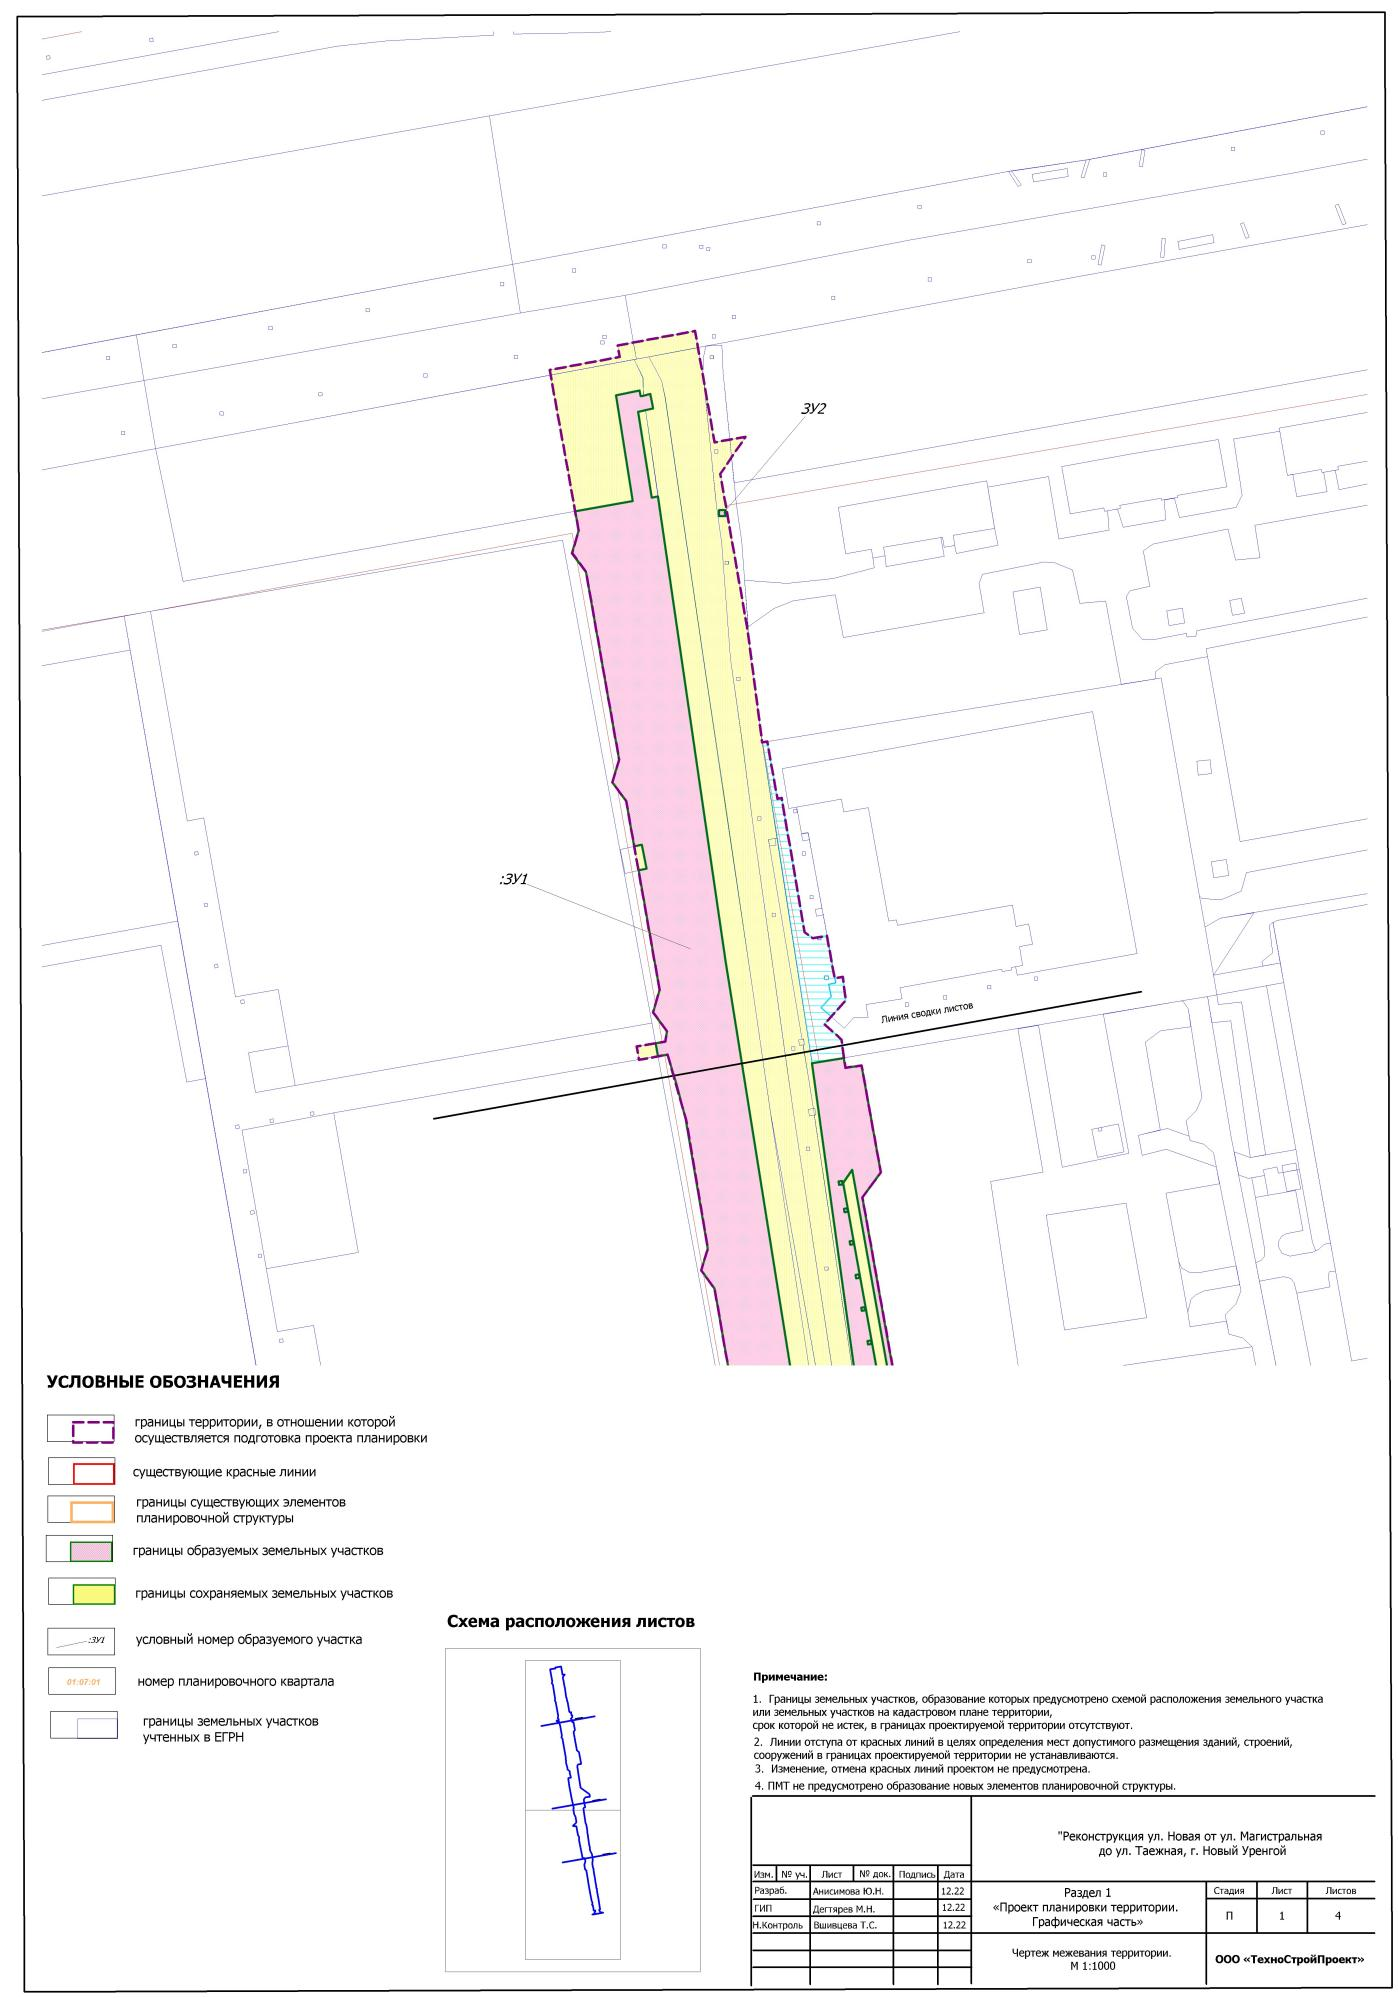 ЗУ2
:ЗУ1
Линия сводки листов
УСЛОВНЫЕ ОБОЗНАЧЕНИЯ
границы территории, в отношении которой
осуществляется подготовка проекта планировки
существующие красные линии
границы существующих элементов
планировочной структуры
границы образуемых земельных участков
границы сохраняемых земельных участков
:ЗУ1
условный номер образуемого участка
01:07:01
номер планировочного квартала
границы земельных участков
учтенных в ЕГРН
Схема расположения листов
Примечание:
1. Границы земельных участков, образование которых предусмотрено схемой расположения земельного участка
или земельных участков на кадастровом плане территории,
срок которой не истек, в границах проектируемой территории отсутствуют.
2. Линии отступа от красных линий в целях определения мест допустимого размещения зданий, строений,
сооружений в границах проектируемой территории не устанавливаются.
3. Изменение, отмена красных линий проектом не предусмотрена.
4. ПМТ не предусмотрено образование новых элементов планировочной структуры.
"Реконструкция ул. Новая от ул. Магистральная
до ул. Таежная, г. Новый Уренгой
Изм. № уч. Лист № док. Подпись Дата
Разраб. Анисимова Ю.Н. 12.22
ГИП Дегтярев М.Н. 12.22
Н.Контроль Вшивцева Т.С. 12.22
Раздел 1
«Проект планировки территории.
Графическая часть»
Стадия Лист Листов
П 1 4
Чертеж межевания территории.
М 1:1000
ООО «ТехноСтройПроект»